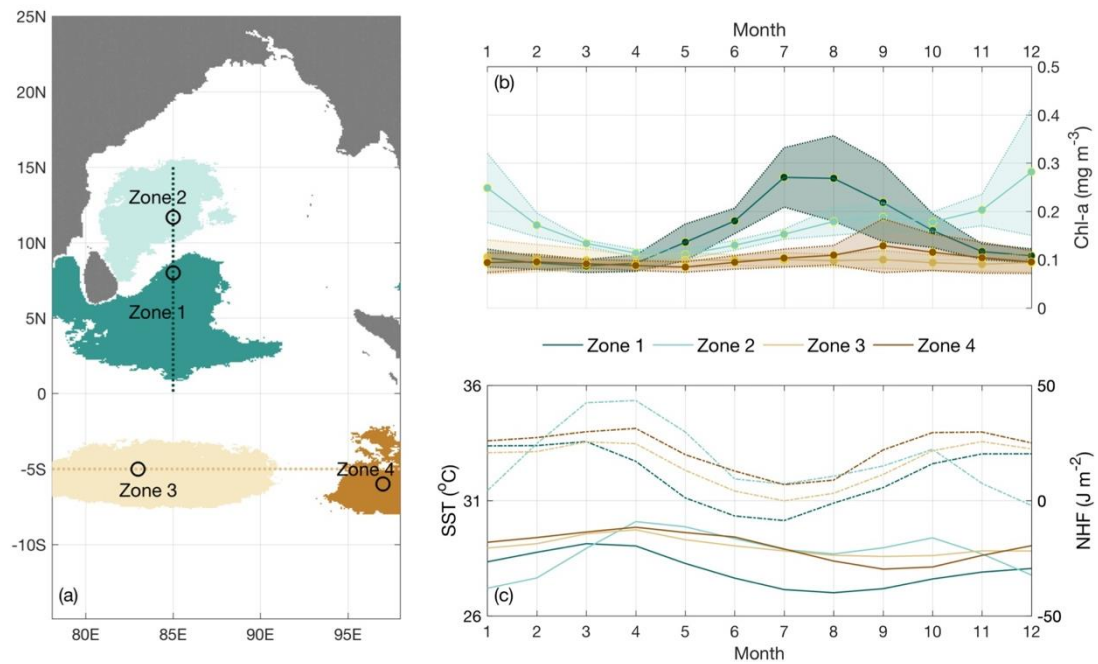 25N
20N
15N
10N
5N
0
-5S
-10S
80E 85E 90E 95E
Zone 2
Zone 1
Zone 4
Zone 3
(a)
Month
1 2 3 4 5 6 7 8 9 10 11 12
(b)
0.5
0.4
0.3
0.2
0.1
0
Chl-a (mg m⁻³)
Zone 1 Zone 2 Zone 3 Zone 4
36
31
26
SST (°C)
50
0
-50
NHF (J m⁻²)
(c)
1 2 3 4 5 6 7 8 9 10 11 12
Month